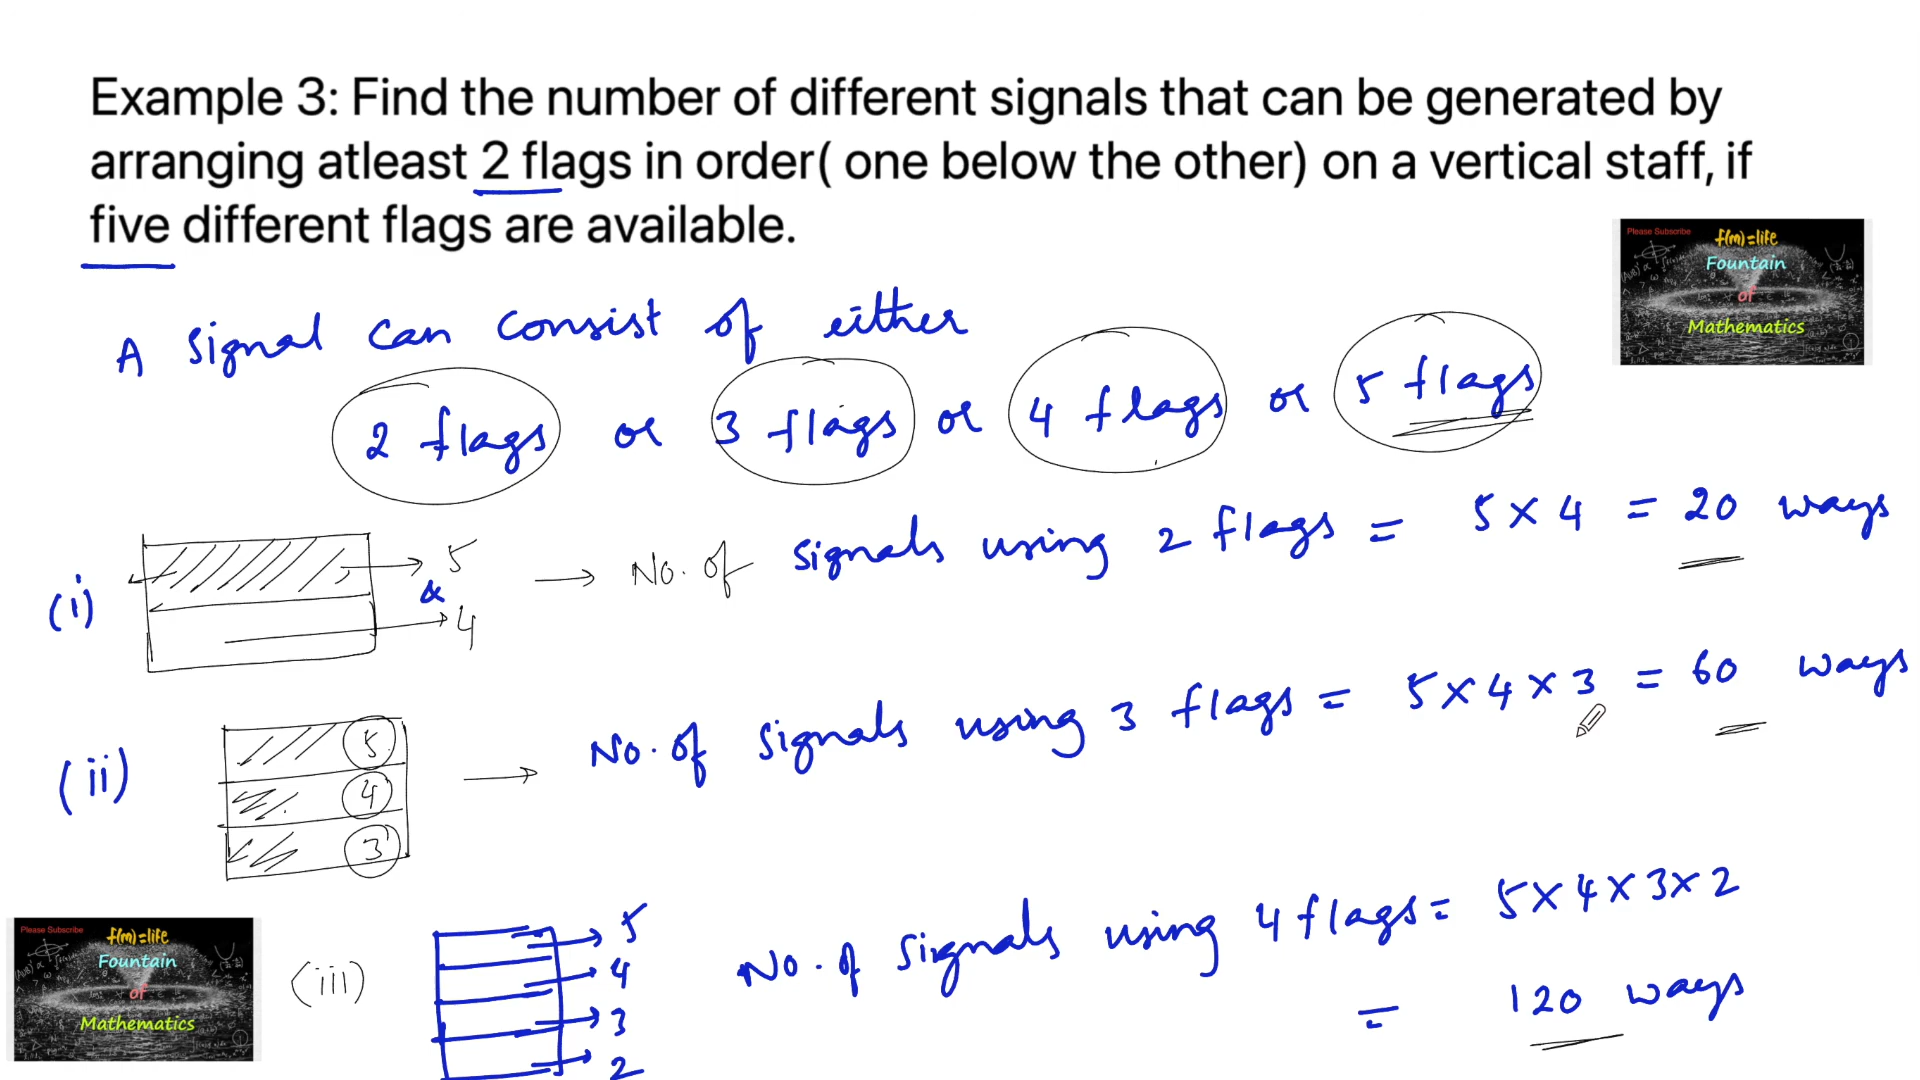 Example 3: Find the number of different signals that can be generated by
arranging atleast 2 flags in order( one below the other) on a vertical staff, if
five different flags are available.
Please Subscribe
f(m)=life
Fountain
of
Mathematics
A signal can consist of either
2 flags or 3 flags or 4 flags or 5 flags
(i) 5 & 4 → No. of signals using 2 flags = 5 × 4 = 20 ways
(ii) 5 4 3 → No. of signals using 3 flags = 5 × 4 × 3 = 60 ways
(iii) 5 4 3 2 No. of signals using 4 flags = 5 × 4 × 3 × 2
= 120 ways
Please Subscribe
f(m)=life
Fountain
of
Mathematics